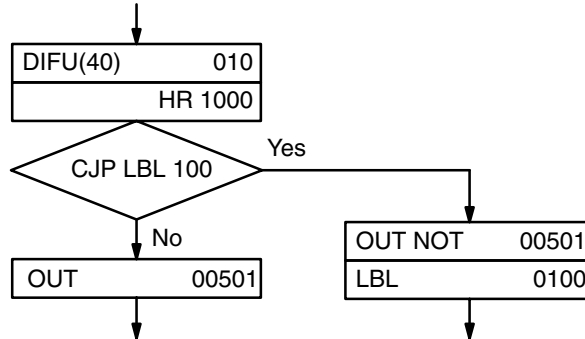 DIFU(40) 010
HR 1000
CJP LBL 100
Yes
No
OUT 00501
OUT NOT 00501
LBL 0100